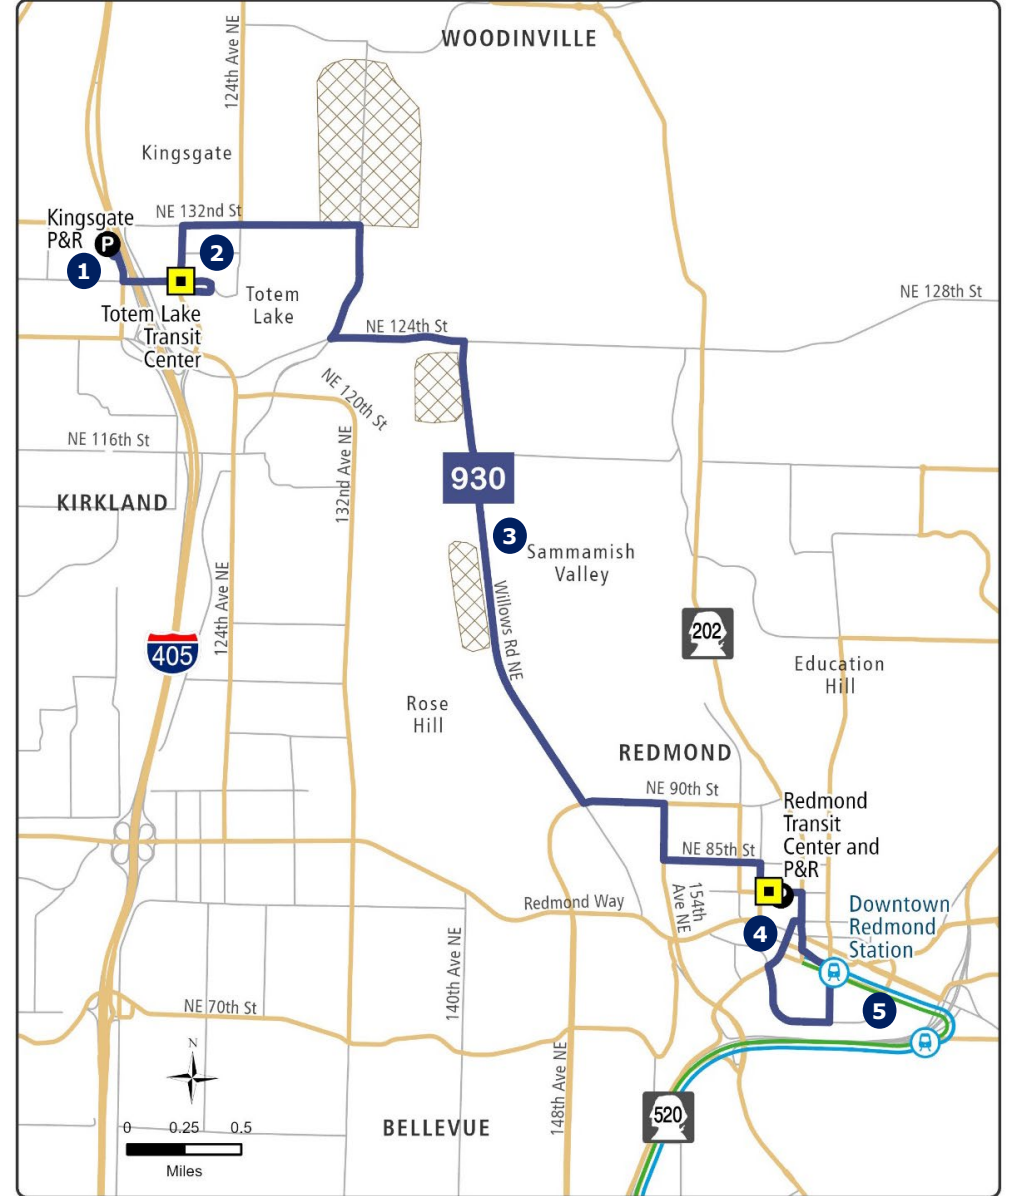 WOODINVILLE
124th Ave NE
Kingsgate
NE 132nd St
Kingsgate
P&R
P
1
2
Totem
Lake
Totem Lake
Transit
Center
NE 128th St
NE 124th St
NE 120th St
NE 116th St
132nd Ave NE
KIRKLAND
930
3
Sammamish
Valley
Willows Rd NE
124th Ave NE
405
202
Education
Hill
Rose
Hill
REDMOND
NE 90th St
Redmond
Transit
Center and
P&R
NE 85th St
154th
Ave NE
Redmond Way
4
Downtown
Redmond
Station
5
140th Ave NE
NE 70th St
148th Ave NE
N
520
0 0.25 0.5
Miles
BELLEVUE